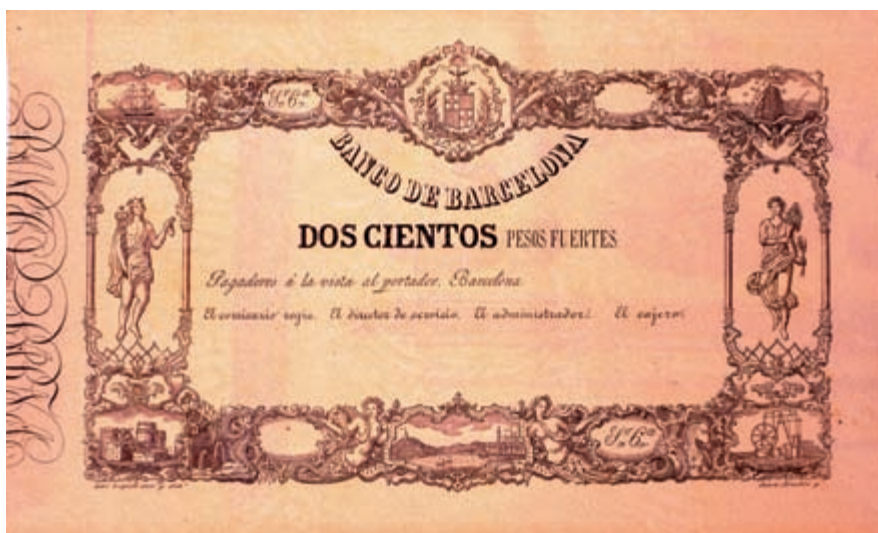 BANCO DE BARCELONA
DOS CIENTOS PESOS FUERTES
Pagaderos á la vista al portador, Barcelona
El comisario regio. El director de servicio. El administrador: El cajero: